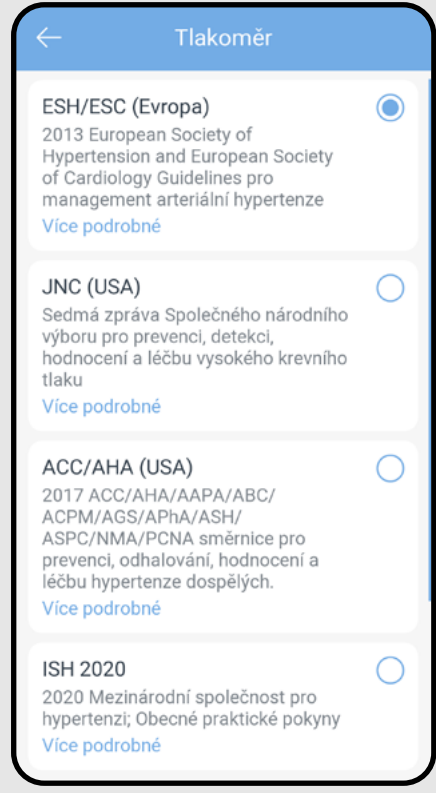 Tlakoměr
ESH/ESC (Evropa)
2013 European Society of
Hypertension and European Society
of Cardiology Guidelines pro
management arteriální hypertenze
Více podrobné
JNC (USA)
Sedmá zpráva Společného národního
výboru pro prevenci, detekci,
hodnocení a léčbu vysokého krevního
tlaku
Více podrobné
ACC/AHA (USA)
2017 ACC/AHA/AAPA/ABC/
ACPM/AGS/APhA/ASH/
ASPC/NMA/PCNA směrnice pro
prevenci, odhalování, hodnocení a
léčbu hypertenze dospělých.
Více podrobné
ISH 2020
2020 Mezinárodní společnost pro
hypertenzi; Obecné praktické pokyny
Více podrobné